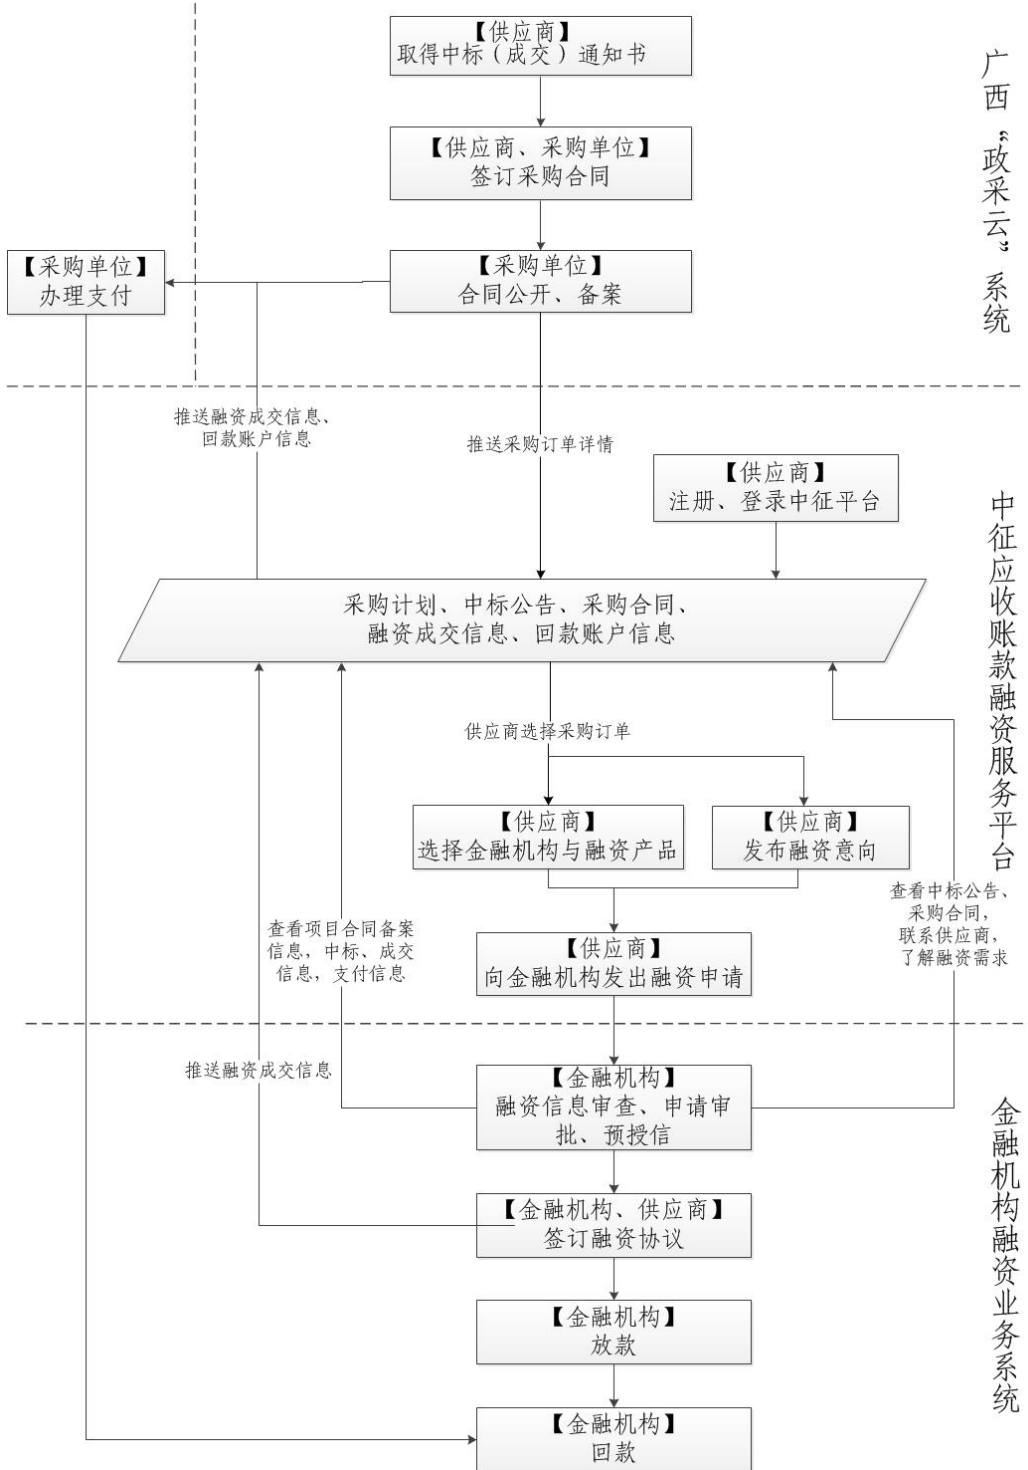 【供应商】
取得中标（成交）通知书
【供应商、采购单位】
签订采购合同
【采购单位】
合同公开、备案
【采购单位】
办理支付
广西“政采云”系统
推送融资成交信息、
回款账户信息
推送采购订单详情
【供应商】
注册、登录中征平台
采购计划、中标公告、采购合同、
融资成交信息、回款账户信息
中征应收账款融资服务平台
供应商选择采购订单
【供应商】
选择金融机构与融资产品
【供应商】
发布融资意向
查看中标公告、
采购合同，
联系供应商，
了解融资需求
查看项目合同备案
信息，中标、成交
信息，支付信息
【供应商】
向金融机构发出融资申请
推送融资成交信息
【金融机构】
融资信息审查、申请审
批、预授信
金融机构融资业务系统
【金融机构、供应商】
签订融资协议
【金融机构】
放款
【金融机构】
回款